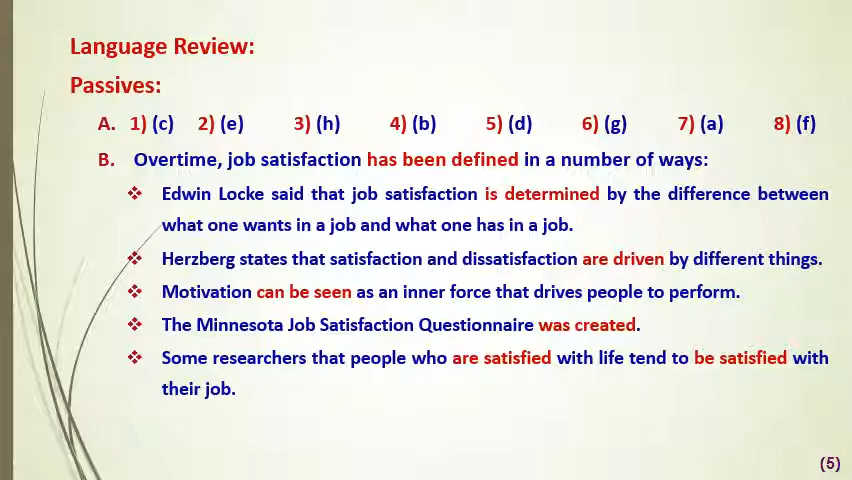 Language Review:
Passives:
A. 1) (c) 2) (e) 3) (h) 4) (b) 5) (d) 6) (g) 7) (a) 8) (f)
B. Overtime, job satisfaction has been defined in a number of ways:
❖ Edwin Locke said that job satisfaction is determined by the difference between
what one wants in a job and what one has in a job.
❖ Herzberg states that satisfaction and dissatisfaction are driven by different things.
❖ Motivation can be seen as an inner force that drives people to perform.
❖ The Minnesota Job Satisfaction Questionnaire was created.
❖ Some researchers that people who are satisfied with life tend to be satisfied with
their job.
(5)